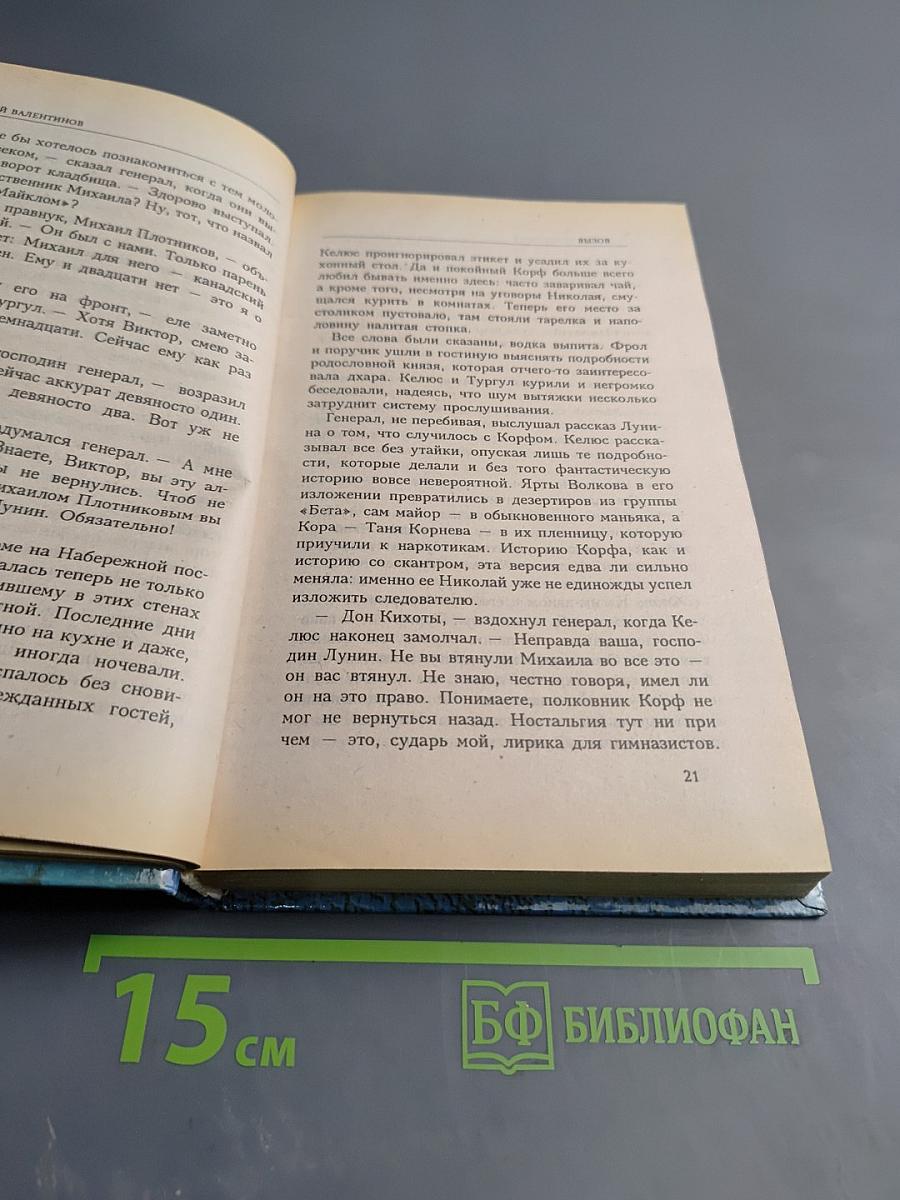 Й ВАЛЕНТИНОВ
е бы хотелось познакомиться с тем моло-
еком, — сказал генерал, когда они вы-
ворот кладбища. — Здорово выступал.
ственник Михаила? Ну, тот, что назвал
Майклом»?
правнук, Михаил Плотников, — объ-
й. — Он был с нами. Только парень
ет: Михаил для него — канадский
ен. Ему и двадцати нет — это я о
у его на фронт, — еле заметно
ургул. — Хотя Виктор, смею за-
емнадцати. Сейчас ему как раз
осподин генерал, — возразил
ейчас аккурат девяносто один.
девяносто два. Вот уж не
адумался генерал. — А мне
Знаете, Виктор, вы эту ал-
ы не вернулись. Чтоб не
ихаилом Плотниковым вы
Лунин. Обязательно!
оме на Набережной пос-
алась теперь не только
ившему в этих стенах
тной. Последние дни
но на кухне и даже,
иногда ночевали.
спалось без снови-
ежданных гостей,
ВЫЗОВ
Келюс проигнорировал этикет и усадил их за ку-
хонный стол. Да и покойный Корф больше всего
любил бывать именно здесь: часто заваривал чай,
а кроме того, несмотря на уговоры Николая, сму-
щался курить в комнатах. Теперь его место за
столиком пустовало, там стояли тарелка и напо-
ловину налитая стопка.
Все слова были сказаны, водка выпита. Фрол
и поручик ушли в гостиную выяснять подробности
родословной князя, которая отчего-то заинтересо-
вала дхара. Келюс и Тургул курили и негромко
беседовали, надеясь, что шум вытяжки несколько
затруднит систему прослушивания.
Генерал, не перебивая, выслушал рассказ Луни-
на о том, что случилось с Корфом. Келюс расска-
зывал все без утайки, опуская лишь те подробно-
сти, которые делали и без того фантастическую
историю вовсе невероятной. Ярты Волкова в его
изложении превратились в дезертиров из группы
«Бета», сам майор — в обыкновенного маньяка, а
Кора — Таня Корнева — в их пленницу, которую
приучили к наркотикам. Историю Корфа, как и
историю со скантром, эта версия едва ли сильно
меняла: именно ее Николай уже не единожды успел
изложить следователю.
— Дон Кихоты, — вздохнул генерал, когда Ке-
люс наконец замолчал. — Неправда ваша, госпо-
дин Лунин. Не вы втянули Михаила во все это —
он вас втянул. Не знаю, честно говоря, имел ли
он на это право. Понимаете, полковник Корф не
мог не вернуться назад. Ностальгия тут ни при
чем — это, сударь мой, лирика для гимназистов.
21
15 см
БФ БИБЛИОФАН